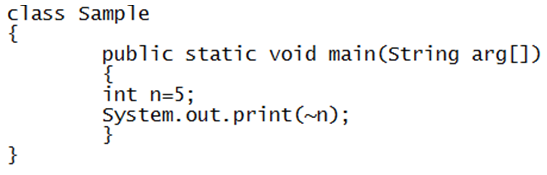 class Sample
{
public static void main(String arg[])
{
int n=5;
System.out.print(~n);
}
}